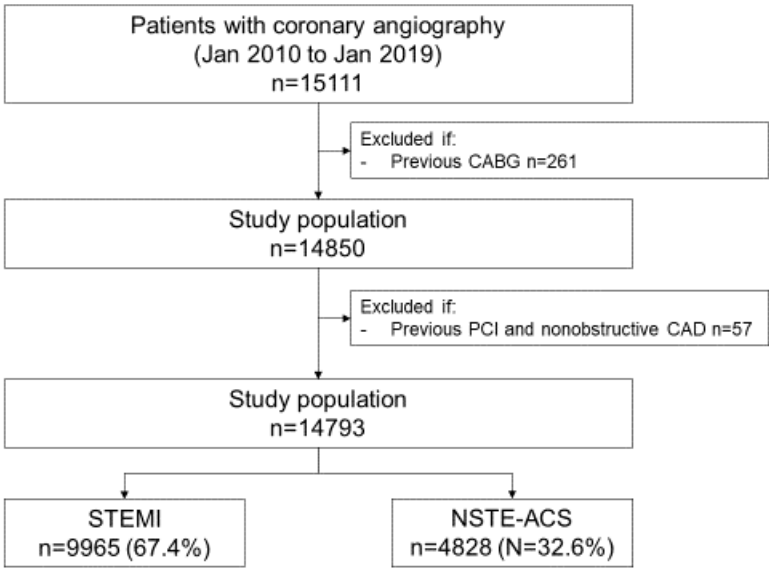 Patients with coronary angiography
(Jan 2010 to Jan 2019)
n=15111
Excluded if:
- Previous CABG n=261
Study population
n=14850
Excluded if:
- Previous PCI and nonobstructive CAD n=57
Study population
n=14793
STEMI
n=9965 (67.4%)
NSTE-ACS
n=4828 (N=32.6%)